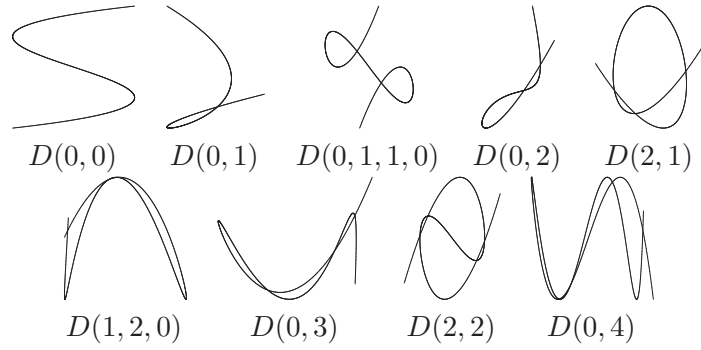 D(0, 0) D(0, 1) D(0, 1, 1, 0) D(0, 2) D(2, 1)
D(1, 2, 0) D(0, 3) D(2, 2) D(0, 4)